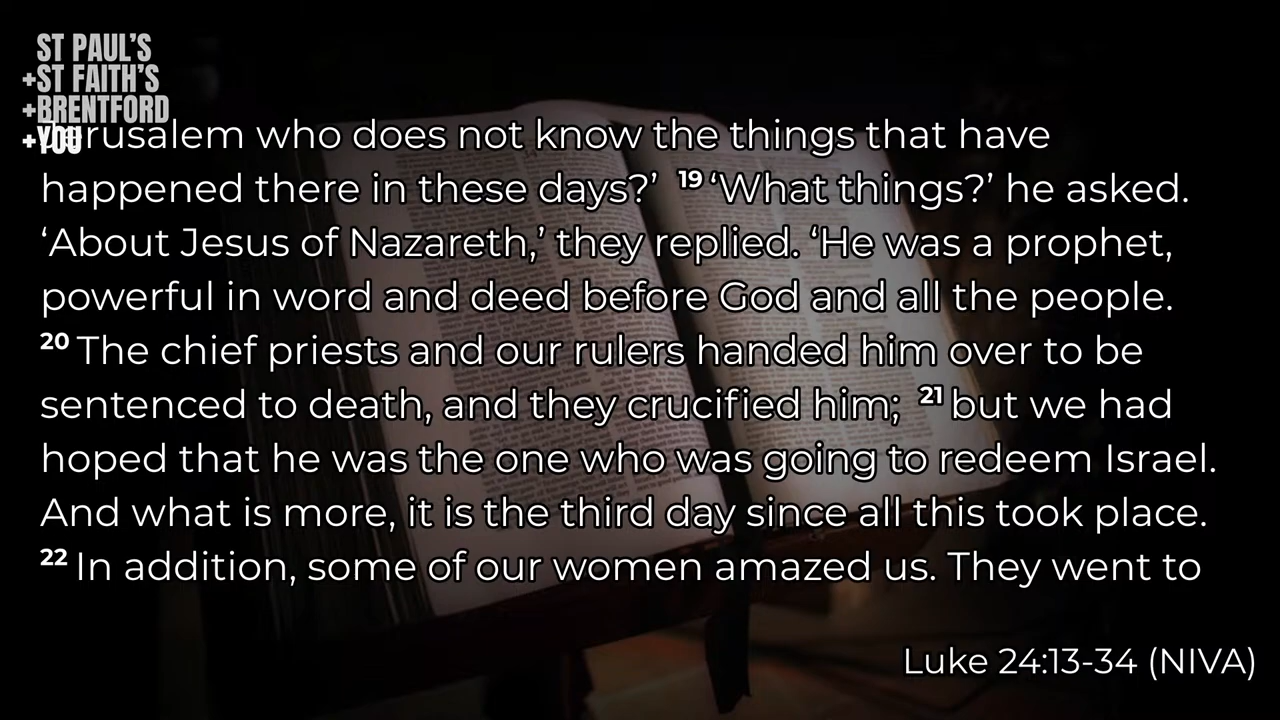 ST PAUL'S
+ST FAITH'S
+BRENTFORD
+YOU
Jerusalem who does not know the things that have
happened there in these days?’ 19 ‘What things?’ he asked.
‘About Jesus of Nazareth,’ they replied. ‘He was a prophet,
powerful in word and deed before God and all the people.
20 The chief priests and our rulers handed him over to be
sentenced to death, and they crucified him; 21 but we had
hoped that he was the one who was going to redeem Israel.
And what is more, it is the third day since all this took place.
22 In addition, some of our women amazed us. They went to
Luke 24:13-34 (NIVA)